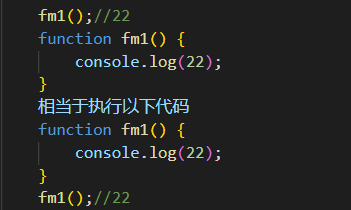 fm1();//22
function fm1() {
    console.log(22);
}
相当于执行以下代码
function fm1() {
    console.log(22);
}
fm1();//22